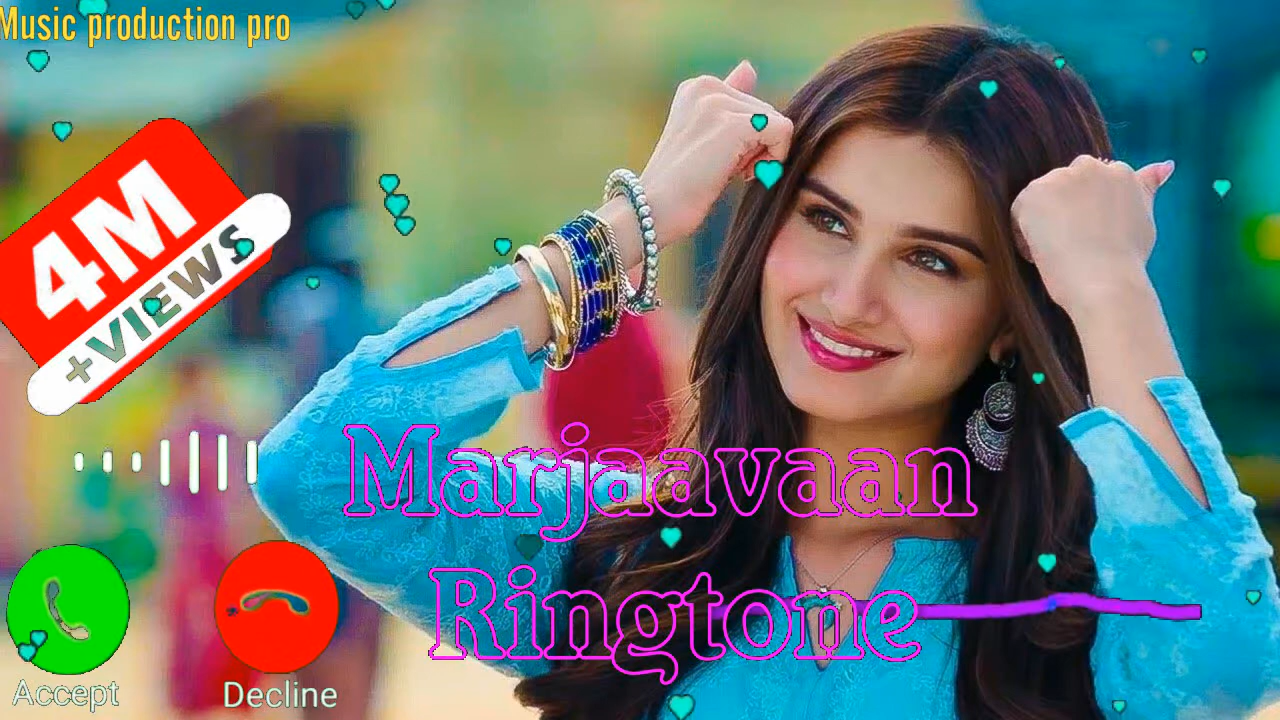 Music production pro
4M
+VIEWS
Marjaavaan
Ringtone
Accept
Decline